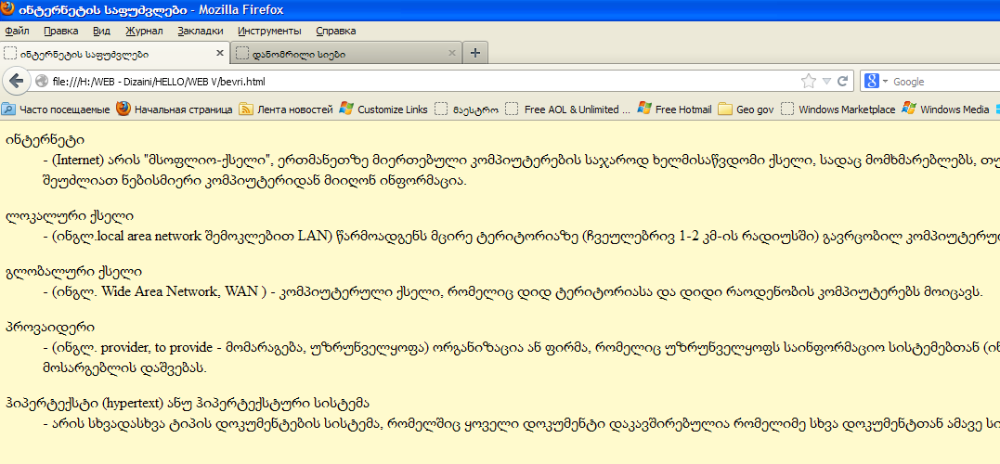 ინტერნეტის საფუძვლები - Mozilla Firefox
Файл Правка Вид Журнал Закладки Инструменты Справка
ინტერნეტის საფუძვლები × დანომრილი სიები × +
file:///H:/WEB - Dizaini/HELLO/WEB V/bevri.html Google
Часто посещаемые Начальная страница Лента новостей Customize Links მაესტრო Free AOL & Unlimited ... Free Hotmail Geo gov Windows Marketplace Windows Media
ინტერნეტი
- (Internet) არის "მსოფლიო-ქსელი", ერთმანეთზე მიერთებული კომპიუტერების საჯაროდ ხელმისაწვდომი ქსელი, სადაც მომხმარებლებს, თუ
შეუძლიათ ნებისმიერი კომპიუტერიდან მიიღონ ინფორმაცია.
ლოკალური ქსელი
- (ინგლ.local area network შემოკლებით LAN) წარმოადგენს მცირე ტერიტორიაზე (ჩვეულებრივ 1-2 კმ-ის რადიუსში) გავრცობილ კომპიუტერუ
გლობალური ქსელი
- (ინგლ. Wide Area Network, WAN ) - კომპიუტერული ქსელი, რომელიც დიდ ტერიტორიასა და დიდი რაოდენობის კომპიუტერებს მოიცავს.
პროვაიდერი
- (ინგლ. provider, to provide - მომარაგება, უზრუნველყოფა) ორგანიზაცია ან ფირმა, რომელიც უზრუნველყოფს საინფორმაციო სისტემებთან (ინ
მოსარგებლის დაშვებას.
ჰიპერტექსტი (hypertext) ანუ ჰიპერტექსტური სისტემა
- არის სხვადასხვა ტიპის დოკუმენტების სისტემა, რომელშიც ყოველი დოკუმენტი დაკავშირებულია რომელიმე სხვა დოკუმენტთან ამავე სი